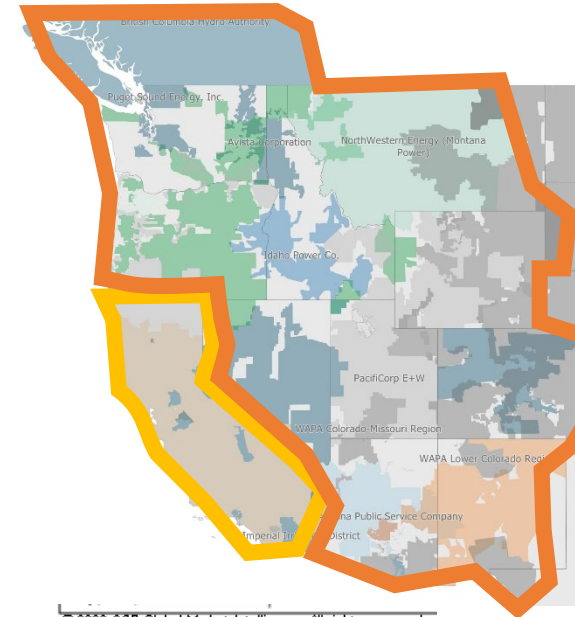 British Columbia Hydro Authority
Puget Sound Energy, Inc.
Avista Corporation
NorthWestern Energy (Montana
Power)
Idaho Power Co.
PacifiCorp E+W
WAPA Colorado-Missouri Region
WAPA Lower Colorado Regi
na Public Service Company
Imperial Irr District